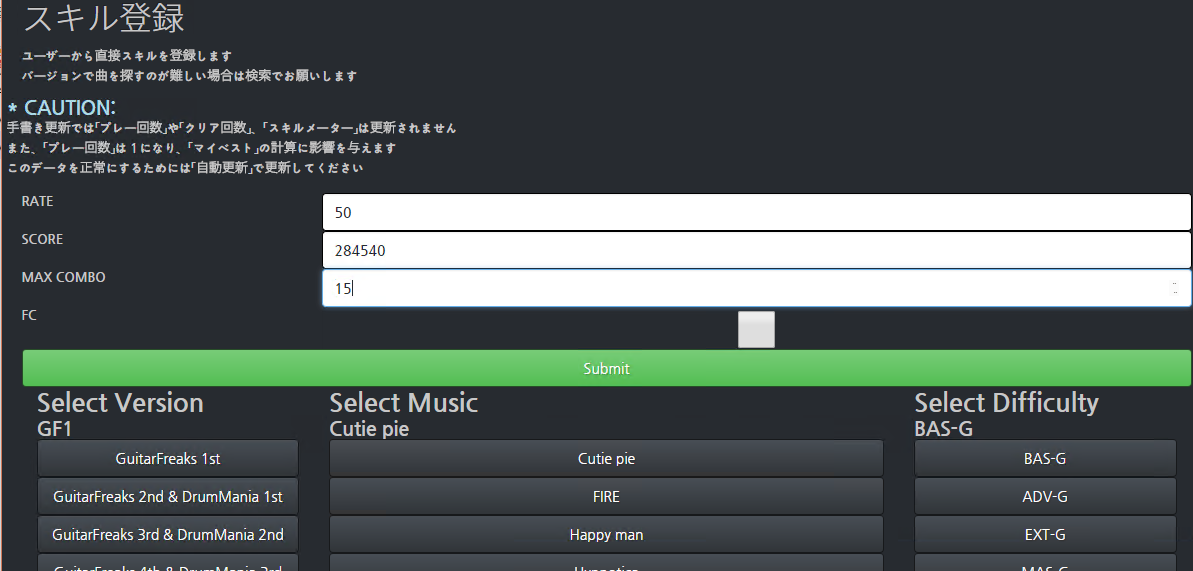 スキル登録
ユーザーから直接スキルを登録します
バージョンで曲を探すのが難しい場合は検索でお願いします
* CAUTION:
手書き更新では「プレー回数」や「クリア回数」、「スキルメーター」は更新されません
また、「プレー回数」は1になり、「マイベスト」の計算に影響を与えます
このデータを正常にするためには「自動更新」で更新してください
RATE
50
SCORE
284540
MAX COMBO
15
FC
Submit
Select Version
GF1
GuitarFreaks 1st
GuitarFreaks 2nd & DrumMania 1st
GuitarFreaks 3rd & DrumMania 2nd
GuitarFreaks 4th & DrumMania 3rd
Select Music
Cutie pie
Cutie pie
FIRE
Happy man
Hypnotica
Select Difficulty
BAS-G
BAS-G
ADV-G
EXT-G
MAS-G